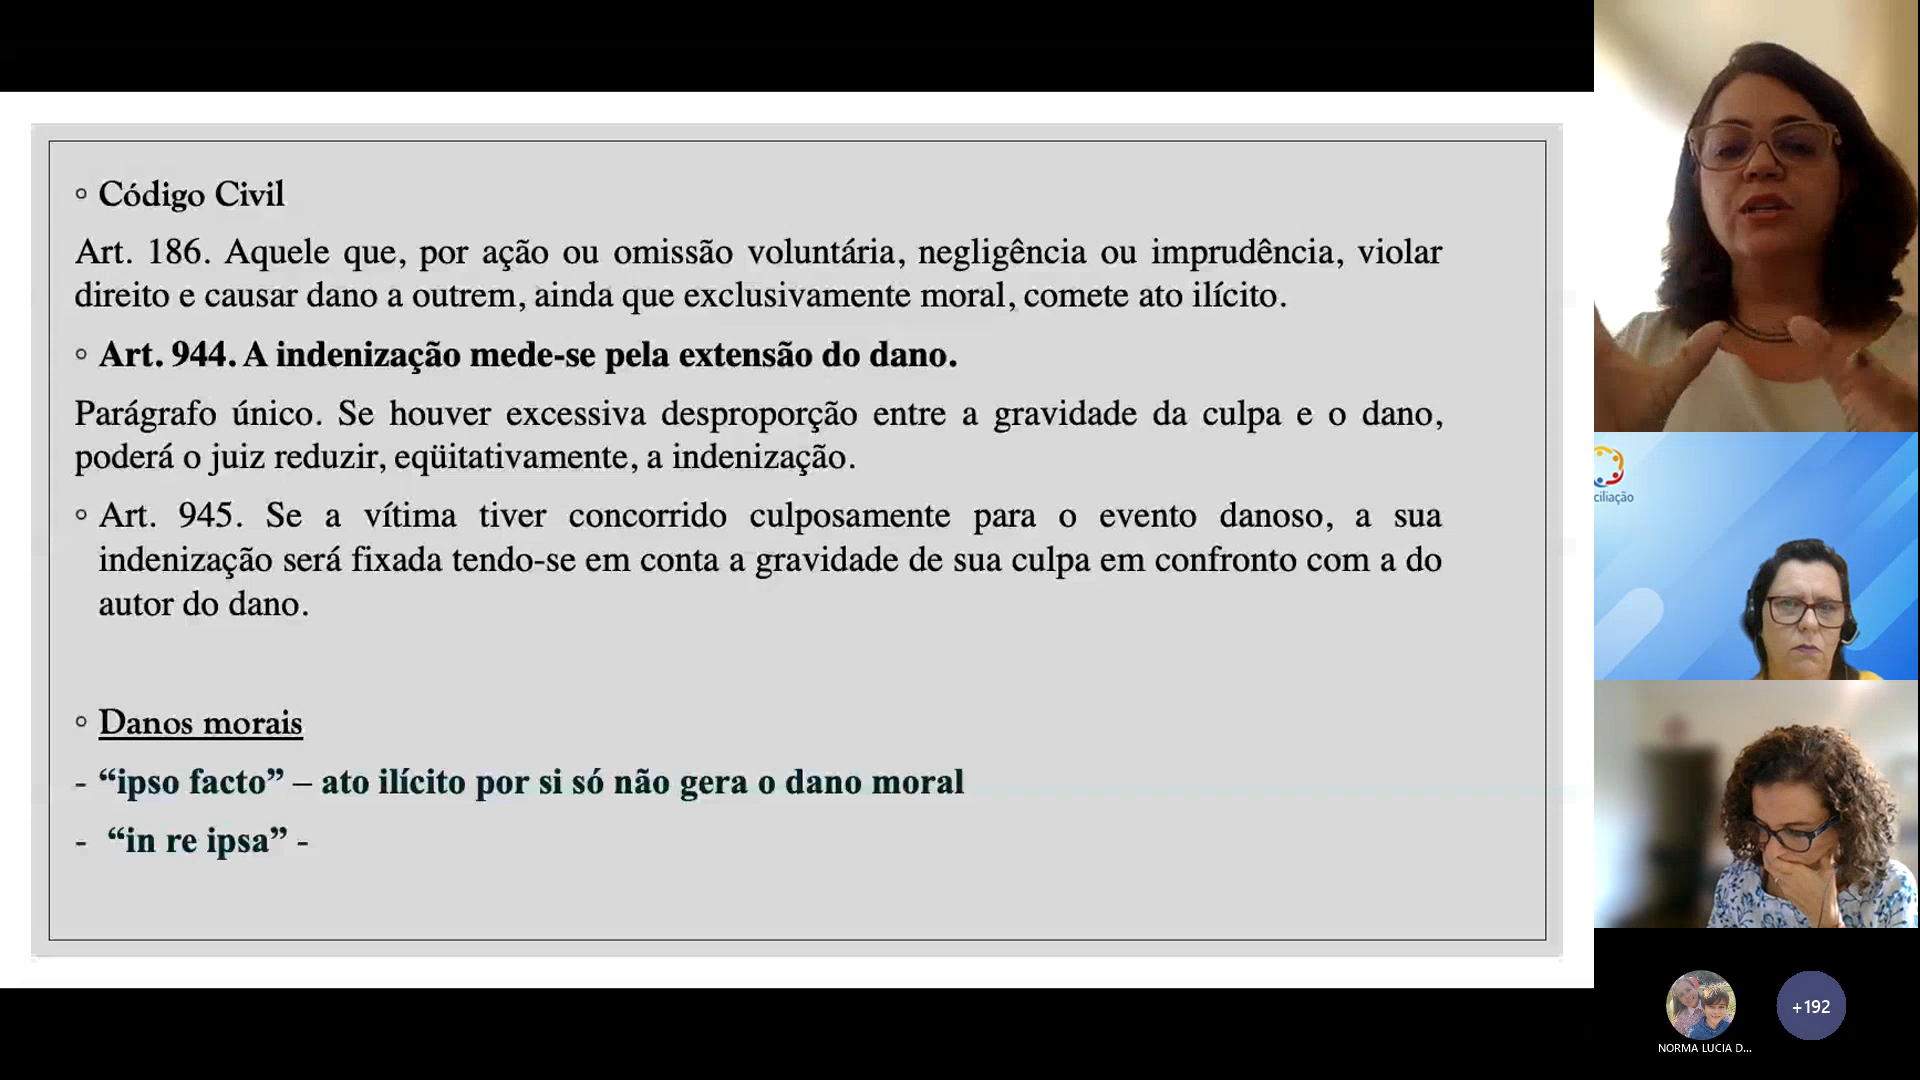 ◦ Código Civil
Art. 186. Aquele que, por ação ou omissão voluntária, negligência ou imprudência, violar
direito e causar dano a outrem, ainda que exclusivamente moral, comete ato ilícito.
◦ Art. 944. A indenização mede-se pela extensão do dano.
Parágrafo único. Se houver excessiva desproporção entre a gravidade da culpa e o dano,
poderá o juiz reduzir, eqüitativamente, a indenização.
◦ Art. 945. Se a vítima tiver concorrido culposamente para o evento danoso, a sua
indenização será fixada tendo-se em conta a gravidade de sua culpa em confronto com a do
autor do dano.
◦ Danos morais
- “ipso facto” – ato ilícito por si só não gera o dano moral
- “in re ipsa” -
ciliação
+192
NORMA LUCIA D...